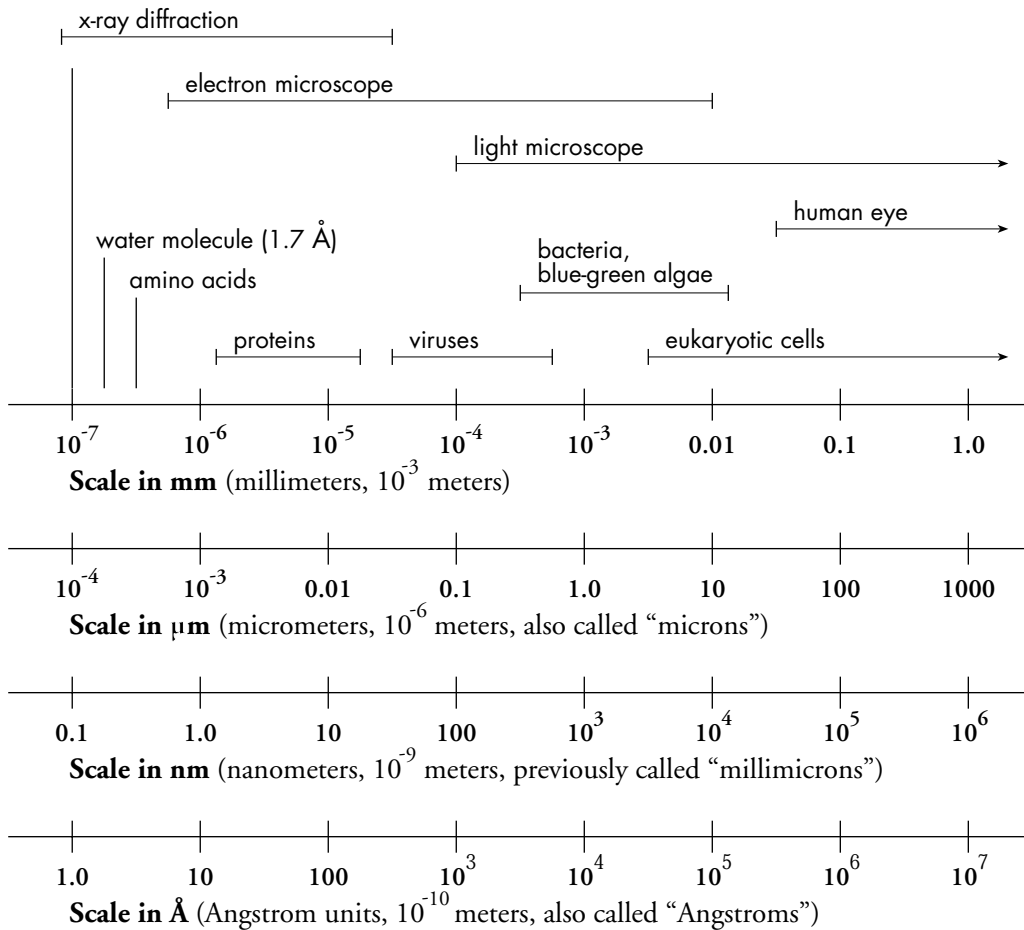 x-ray diffraction
electron microscope
light microscope
human eye
water molecule (1.7 Å)
bacteria,
blue-green algae
amino acids
proteins viruses eukaryotic cells
10⁻⁷ 10⁻⁶ 10⁻⁵ 10⁻⁴ 10⁻³ 0.01 0.1 1.0
Scale in mm (millimeters, 10⁻³ meters)
10⁻⁴ 10⁻³ 0.01 0.1 1.0 10 100 1000
Scale in μm (micrometers, 10⁻⁶ meters, also called “microns”)
0.1 1.0 10 100 10³ 10⁴ 10⁵ 10⁶
Scale in nm (nanometers, 10⁻⁹ meters, previously called “millimicrons”)
1.0 10 100 10³ 10⁴ 10⁵ 10⁶ 10⁷
Scale in Å (Angstrom units, 10⁻¹⁰ meters, also called “Angstroms”)